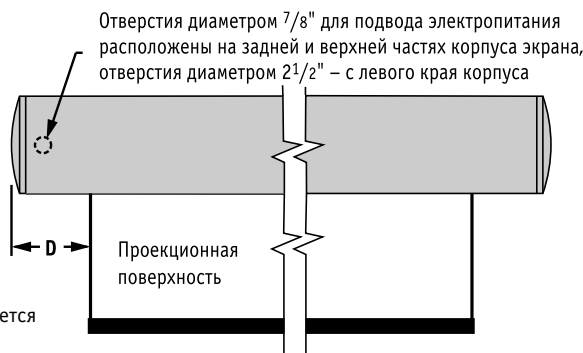 Отверстия диаметром 7/8" для подвода электропитания
расположены на задней и верхней частях корпуса экрана,
отверстия диаметром 2 1/2" – с левого края корпуса
D
Проекционная
поверхность
ется